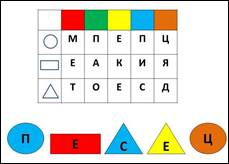 М П Е П Ц
Е А К И Я
Т О Е С Д
П Е С Е Ц